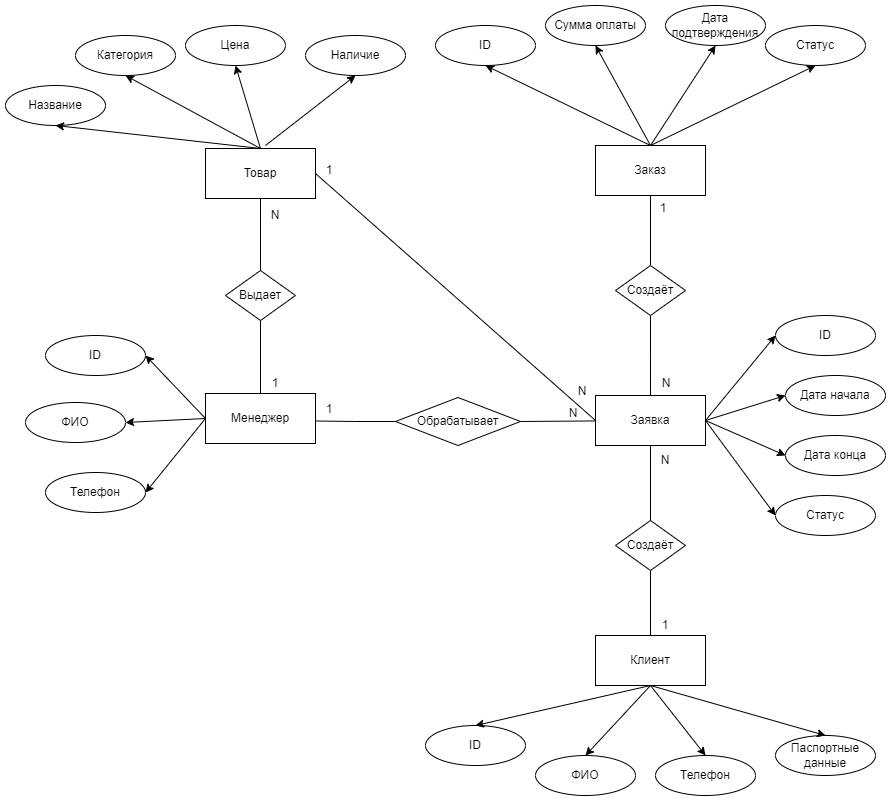 Название
Категория
Цена
Наличие
ID
Сумма оплаты
Дата
подтверждения
Статус
Товар
1
Заказ
N
1
Выдает
Создаёт
ID
ФИО
Телефон
1
Менеджер
1
Обрабатывает
N
N
N
Заявка
N
ID
Дата начала
Дата конца
Статус
Создаёт
1
Клиент
ID
ФИО
Телефон
Паспортные
данные